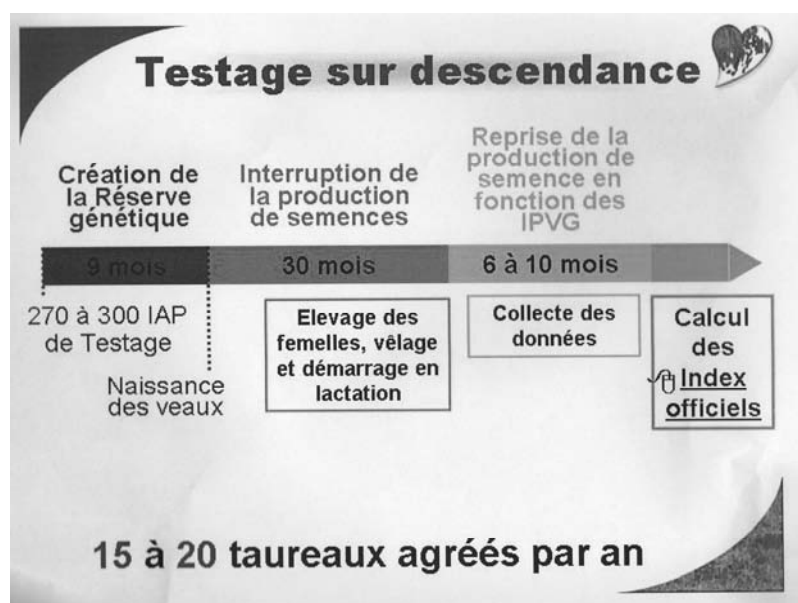 Testage sur descendance
Création de
la Réserve
génétique
Interruption de
la production
de semences
Reprise de la
production de
semence en
fonction des
IPVG
9 mois
30 mois
6 à 10 mois
270 à 300 IAP
de Testage
Naissance
des veaux
Elevage des
femelles, vêlage
et démarrage en
lactation
Collecte des
données
Calcul
des
Index
officiels
15 à 20 taureaux agréés par an